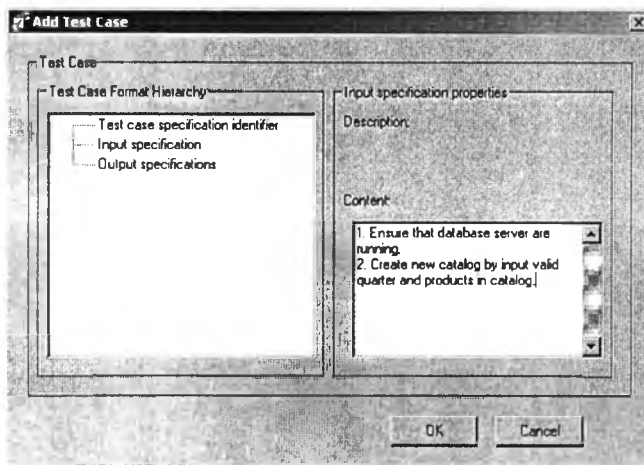 Add Test Case
Test Case
Test Case Format Hierarchy
Test case specification identifier
Input specification
Output specifications
Input specification properties
Description:
Content:
1. Ensure that database server are
running.
2. Create new catalog by input valid
quarter and products in catalog.
OK
Cancel